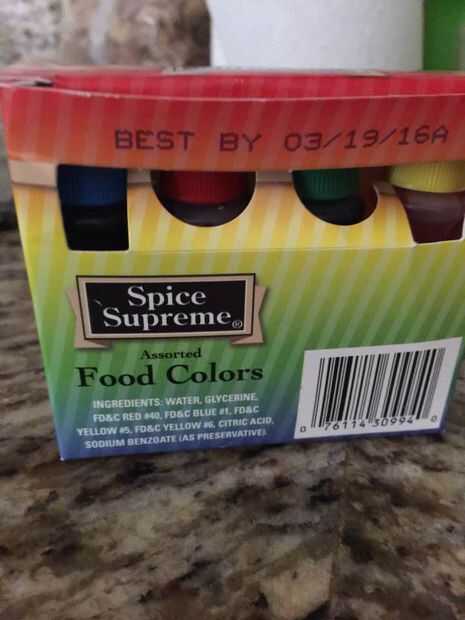 BEST BY 03/19/16A
Spice
Supreme®
Assorted
Food Colors
INGREDIENTS: WATER, GLYCERINE,
FD&C RED #40, FD&C BLUE #1, FD&C
YELLOW #5, FD&C YELLOW #6, CITRIC ACID,
SODIUM BENZOATE (AS PRESERVATIVE).
0 76114 30994 0